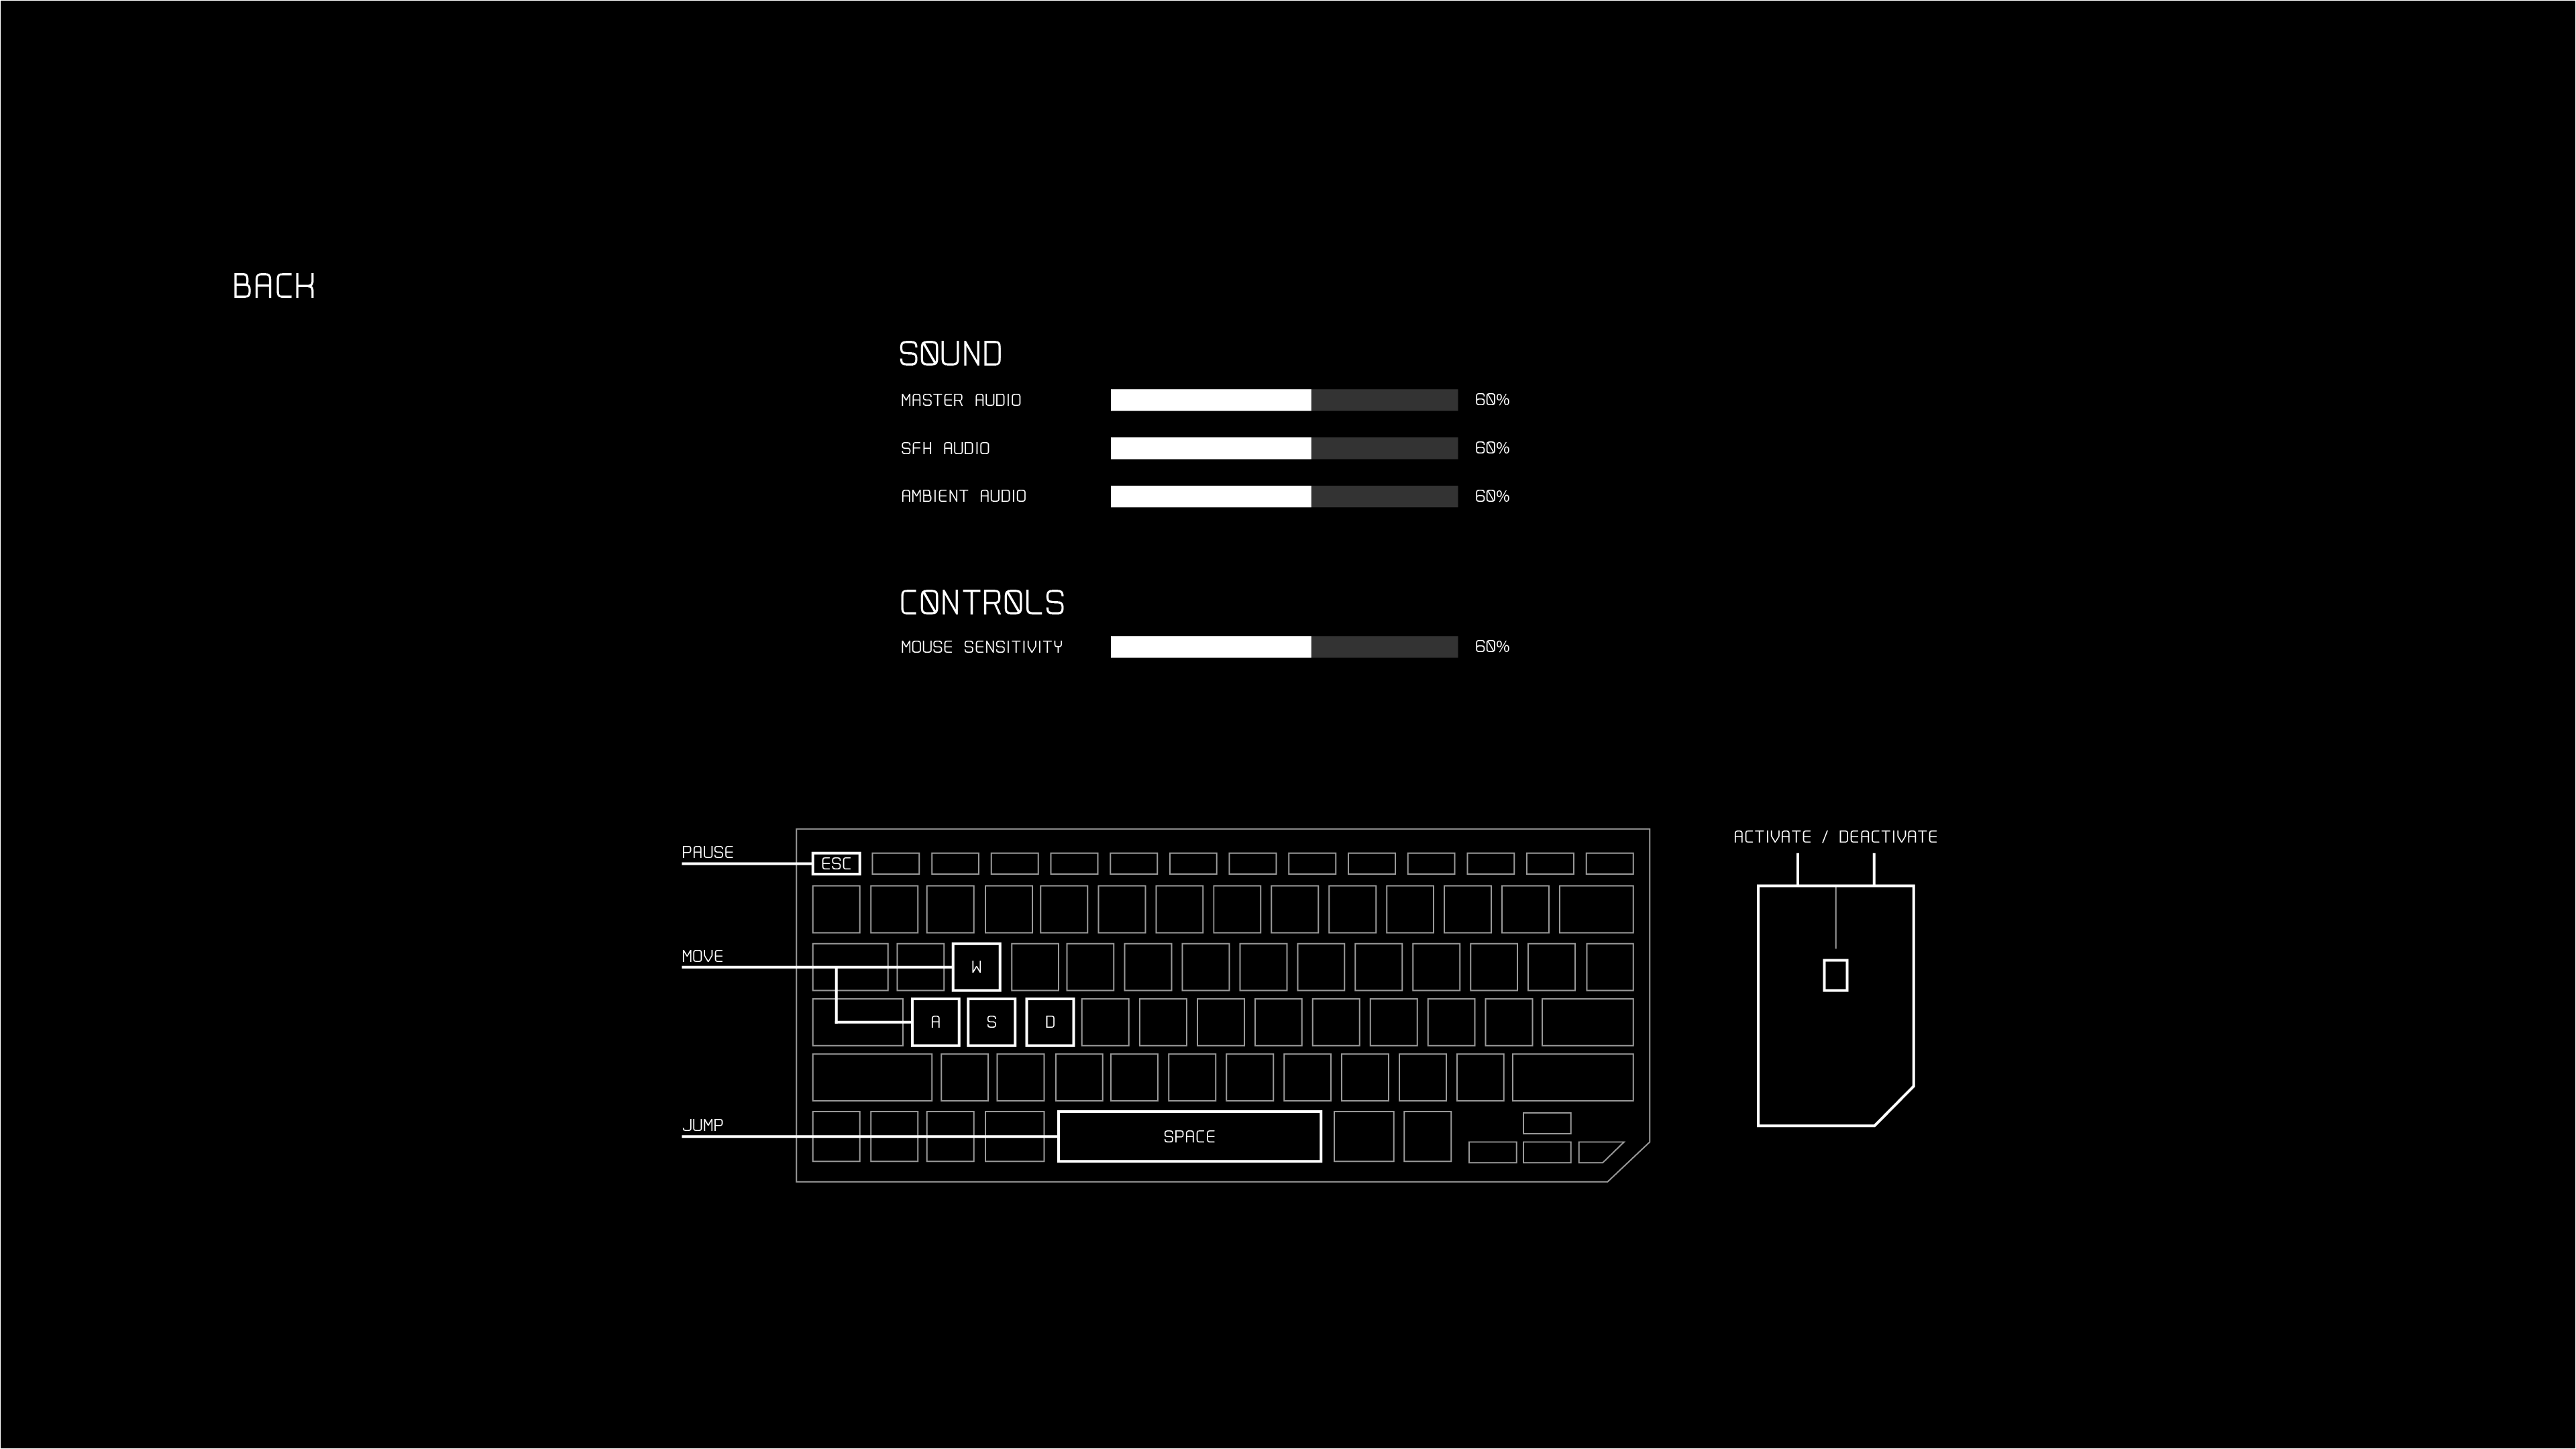 BACK
SOUND
MASTER AUDIO 60%
SFH AUDIO 60%
AMBIENT AUDIO 60%
CONTROLS
MOUSE SENSITIVITY 60%
ACTIVATE / DEACTIVATE
PAUSE
ESC
MOVE
W
A S D
JUMP
SPACE